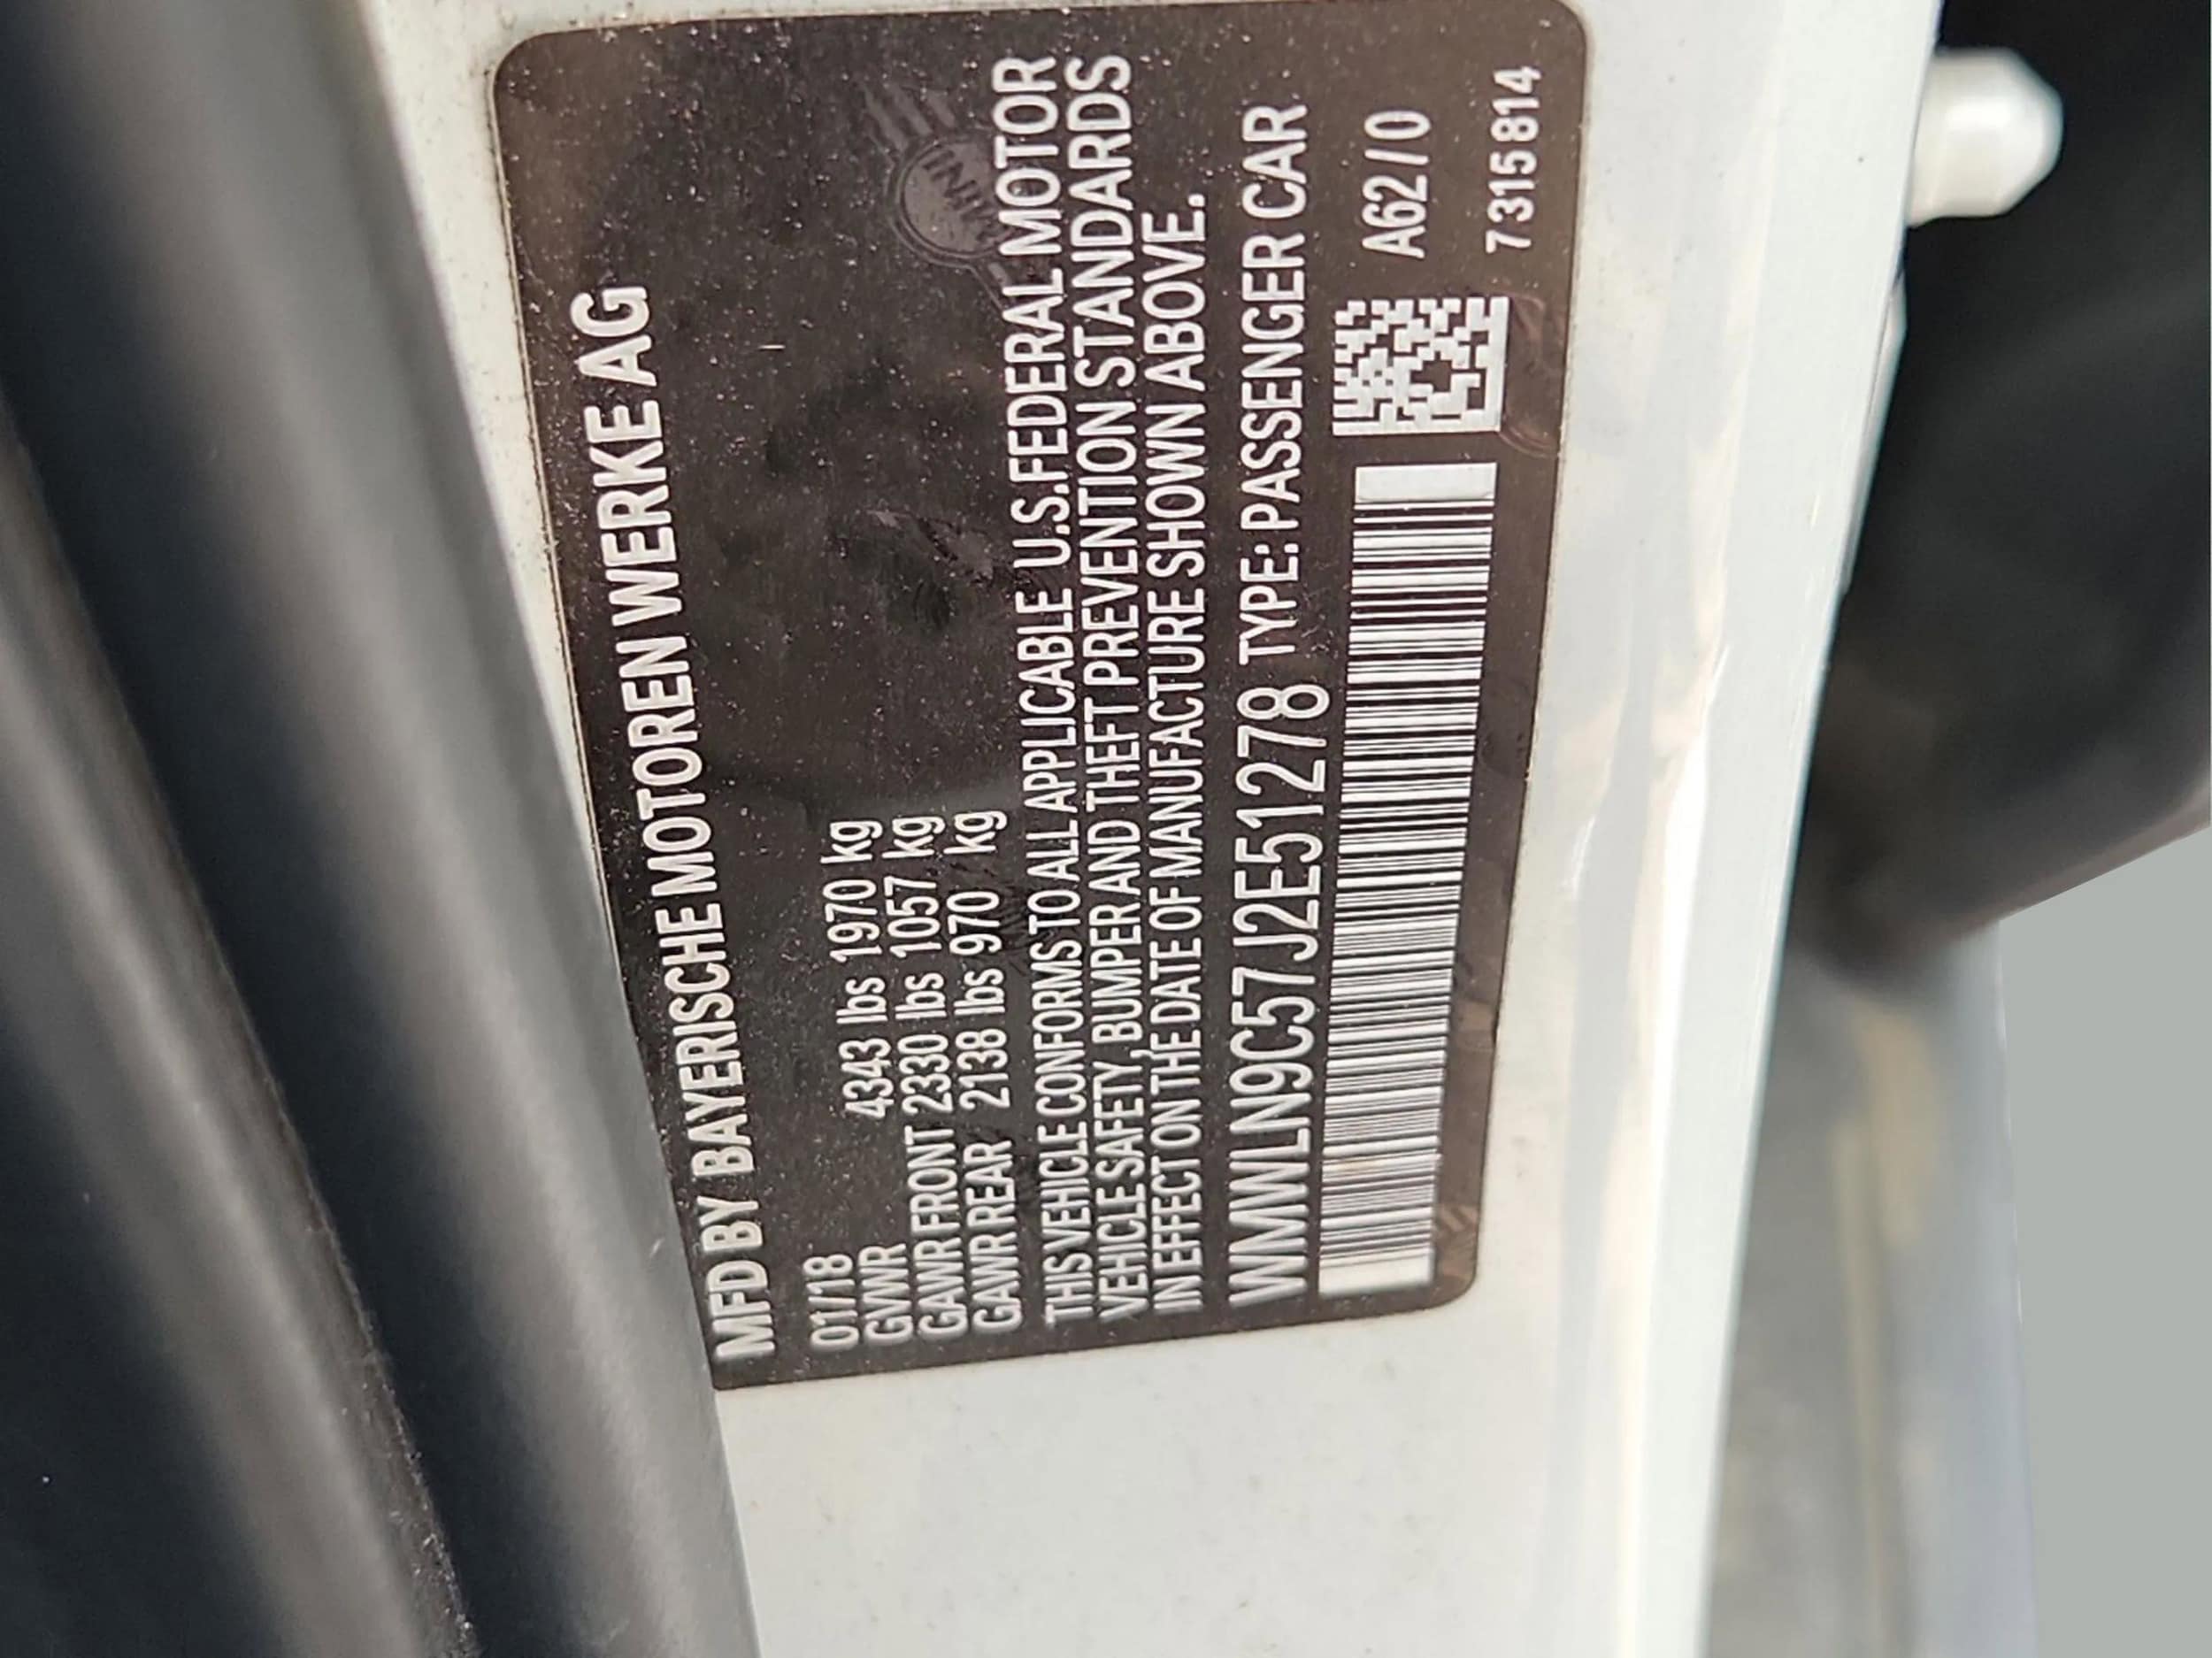 MFD BY BAYERISCHE MOTOREN WERKE AG
01/18
GVWR 4343 lbs 1970 kg
GAWR FRONT 2330 lbs 1057 kg
GAWR REAR 2138 lbs 970 kg
MINI
THIS VEHICLE CONFORMS TO ALL APPLICABLE U.S.FEDERAL MOTOR
VEHICLE SAFETY, BUMPER AND THEFT PREVENTION STANDARDS
IN EFFECT ON THE DATE OF MANUFACTURE SHOWN ABOVE.
WMWLN9C57J2E51278 TYPE: PASSENGER CAR
A62/0
7315814